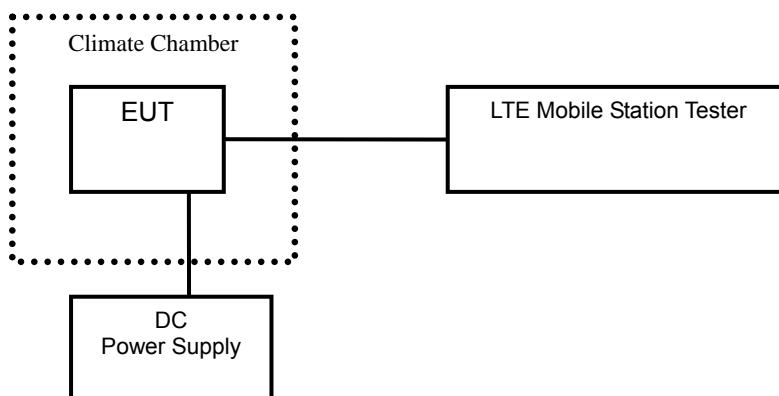 Climate Chamber
EUT
LTE Mobile Station Tester
DC
Power Supply